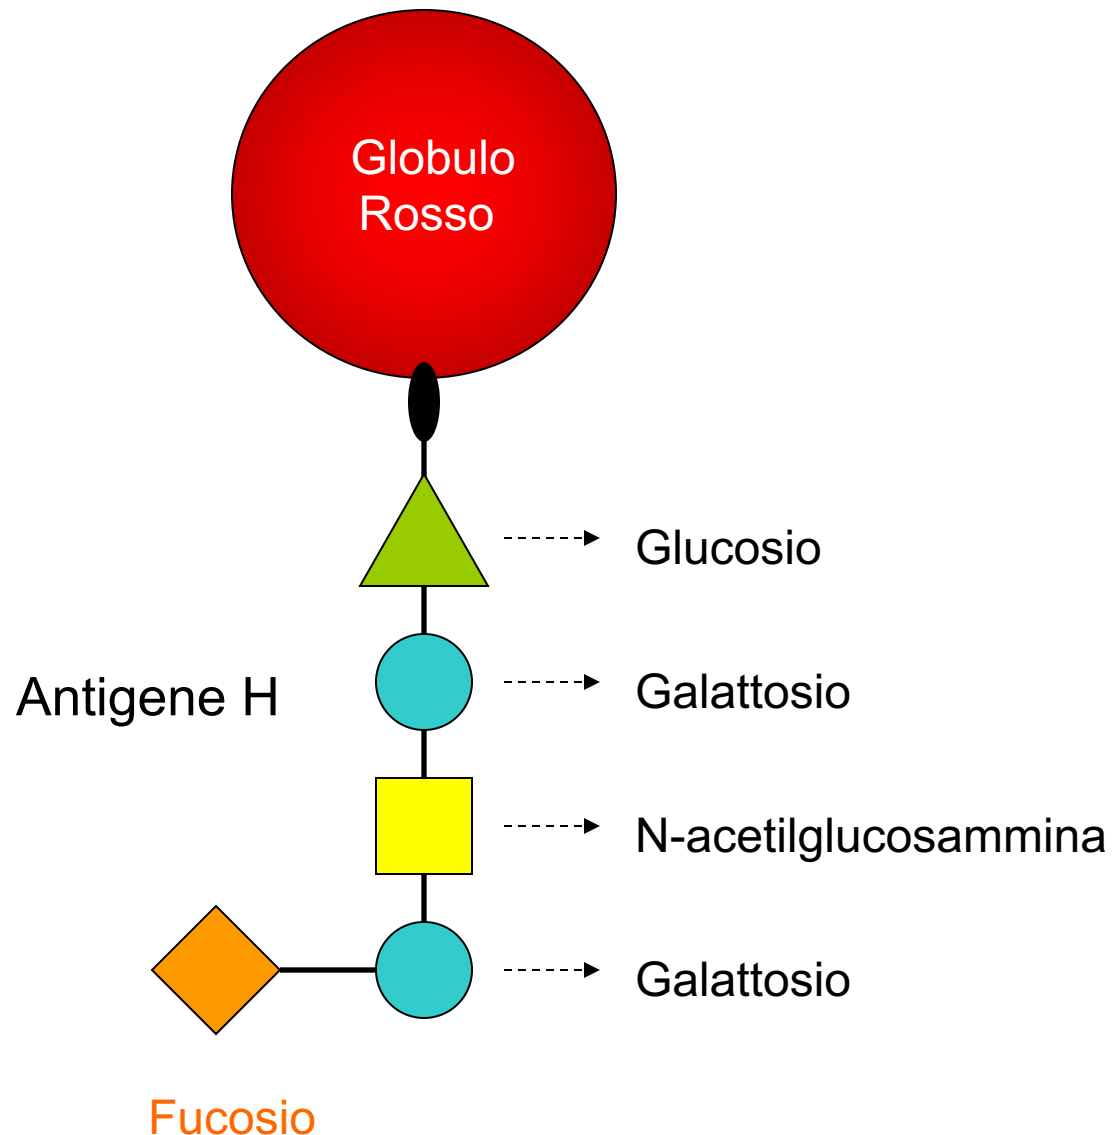 Globulo
Rosso
Glucosio
Antigene H
Galattosio
N-acetilglucosammina
Galattosio
Fucosio